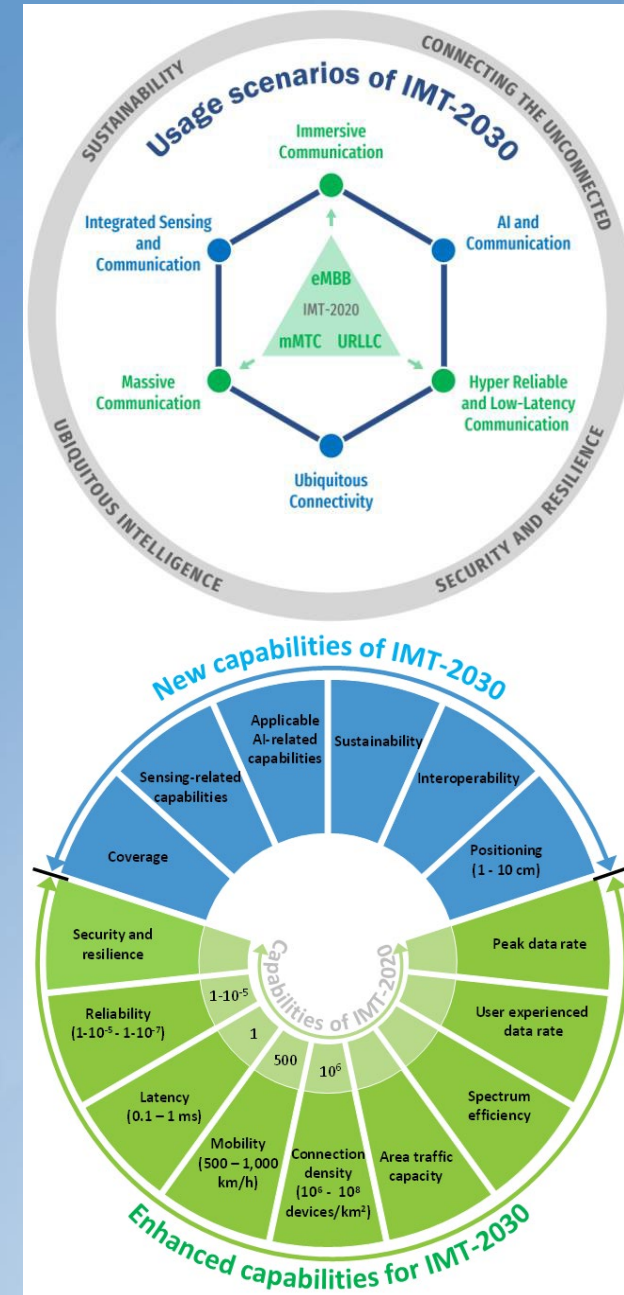 SUSTAINABILITY
CONNECTING THE UNCONNECTED
Usage scenarios of IMT-2030
Immersive
Communication
Integrated Sensing
and
Communication
AI and
Communication
eMBB
IMT-2020
mMTC URLLC
Massive
Communication
Hyper Reliable
and Low-Latency
Communication
Ubiquitous
Connectivity
UBIQUITOUS INTELLIGENCE
SECURITY AND RESILIENCE
New capabilities of IMT-2030
Applicable
AI-related
capabilities
Sustainability
Sensing-related
capabilities
Interoperability
Coverage
Positioning
(1 - 10 cm)
Security and
resilience
Peak data rate
Capabilities of IMT-2020
1-10⁻⁵
1
500
10⁶
Reliability
(1-10⁻⁵ - 1-10⁻⁷)
User experienced
data rate
Latency
(0.1 – 1 ms)
Spectrum
efficiency
Mobility
(500 – 1,000
km/h)
Connection
density
(10⁶ - 10⁸
devices/km²)
Area traffic
capacity
Enhanced capabilities for IMT-2030